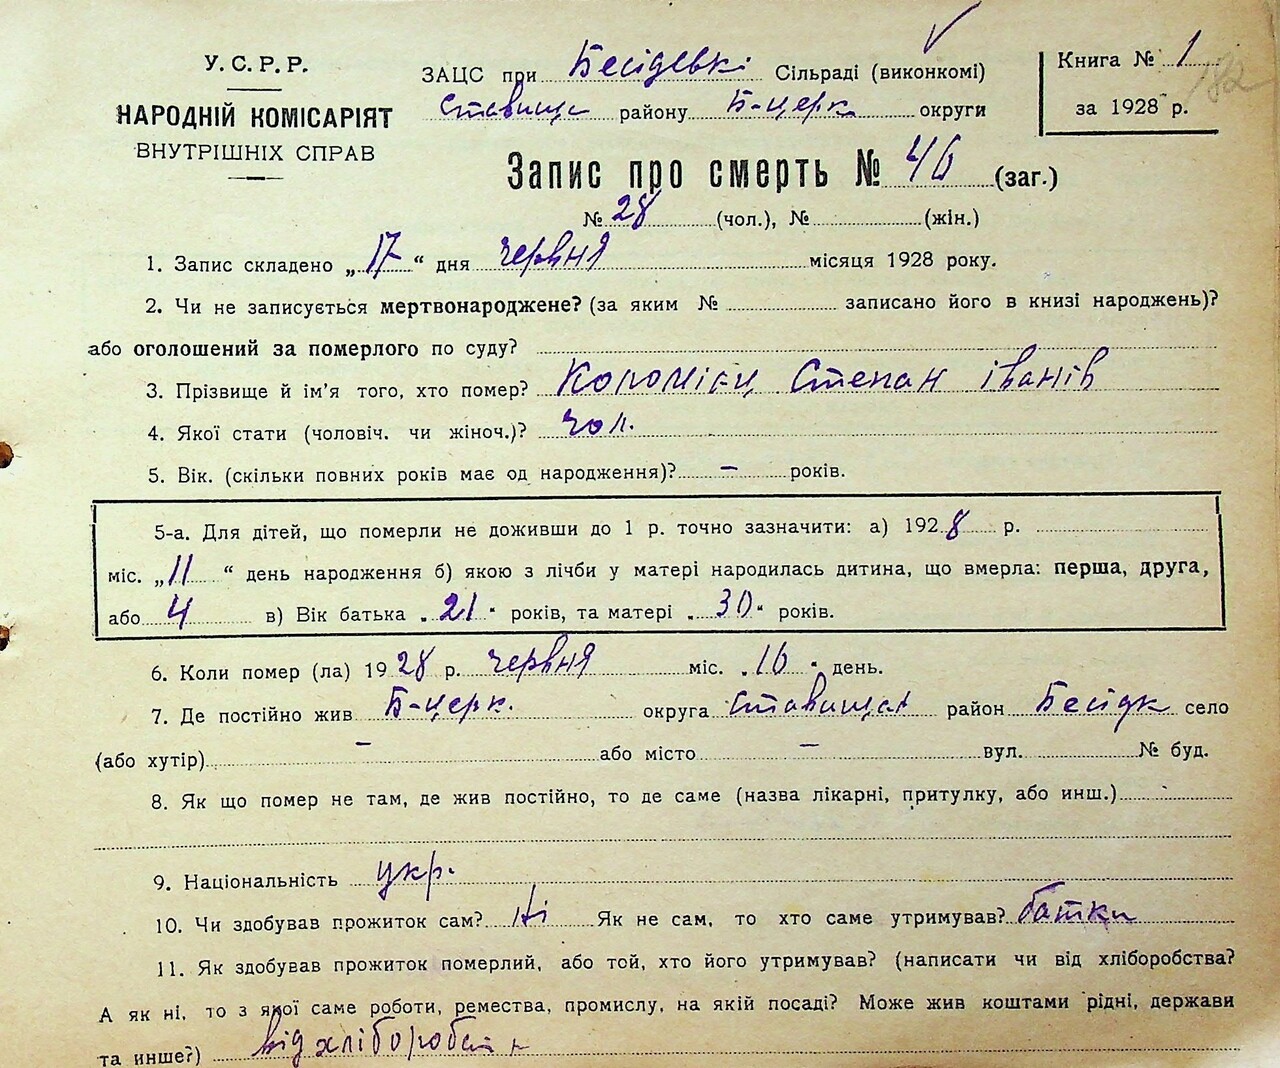 У.С.Р.Р.
НАРОДНІЙ КОМІСАРІЯТ
ВНУТРІШНІХ СПРАВ
ЗАЦС при Бесідевкі Сільраді (виконкомі)
Ставище району Б-церк округи
Книга № 1
за 1928 р.
182
Запис про смерть № 46 (заг.)
№ 28 (чол.), № (жін.)
1. Запис складено „17“ дня червня місяця 1928 року.
2. Чи не записується мертвонароджене? (за яким № записано його в книзі народжень)?
або оголошений за померлого по суду?
3. Прізвище й ім'я того, хто помер? Степан Іванів
4. Якої стати (чоловіч. чи жіноч.)? чол.
5. Вік. (скільки повних років має од народження)? — років.
5-а. Для дітей, що померли не доживши до 1 р. точно зазначити: а) 1928 р.
міс. „11“ день народження б) якою з лічби у матері народилась дитина, що вмерла: перша, друга,
або 4 в) Вік батька „21“ років, та матері „30“ років.
6. Коли помер (ла) 1928 р. червня міс. „16“ день.
7. Де постійно жив Б-церк. округа район Бесідк село
(або хутір) — або місто — вул. № буд.
8. Як що помер не там, де жив постійно, то де саме (назва лікарні, притулку, або инш.)
9. Національність укр.
10. Чи здобував прожиток сам? Ні Як не сам, то хто саме утримував? батки
11. Як здобував прожиток померлий, або той, хто його утримував? (написати чи від хліборобства?
А як ні, то з якої саме роботи, ремества, промислу, на якій посаді? Може жив коштами рідні, держави
та инше?)